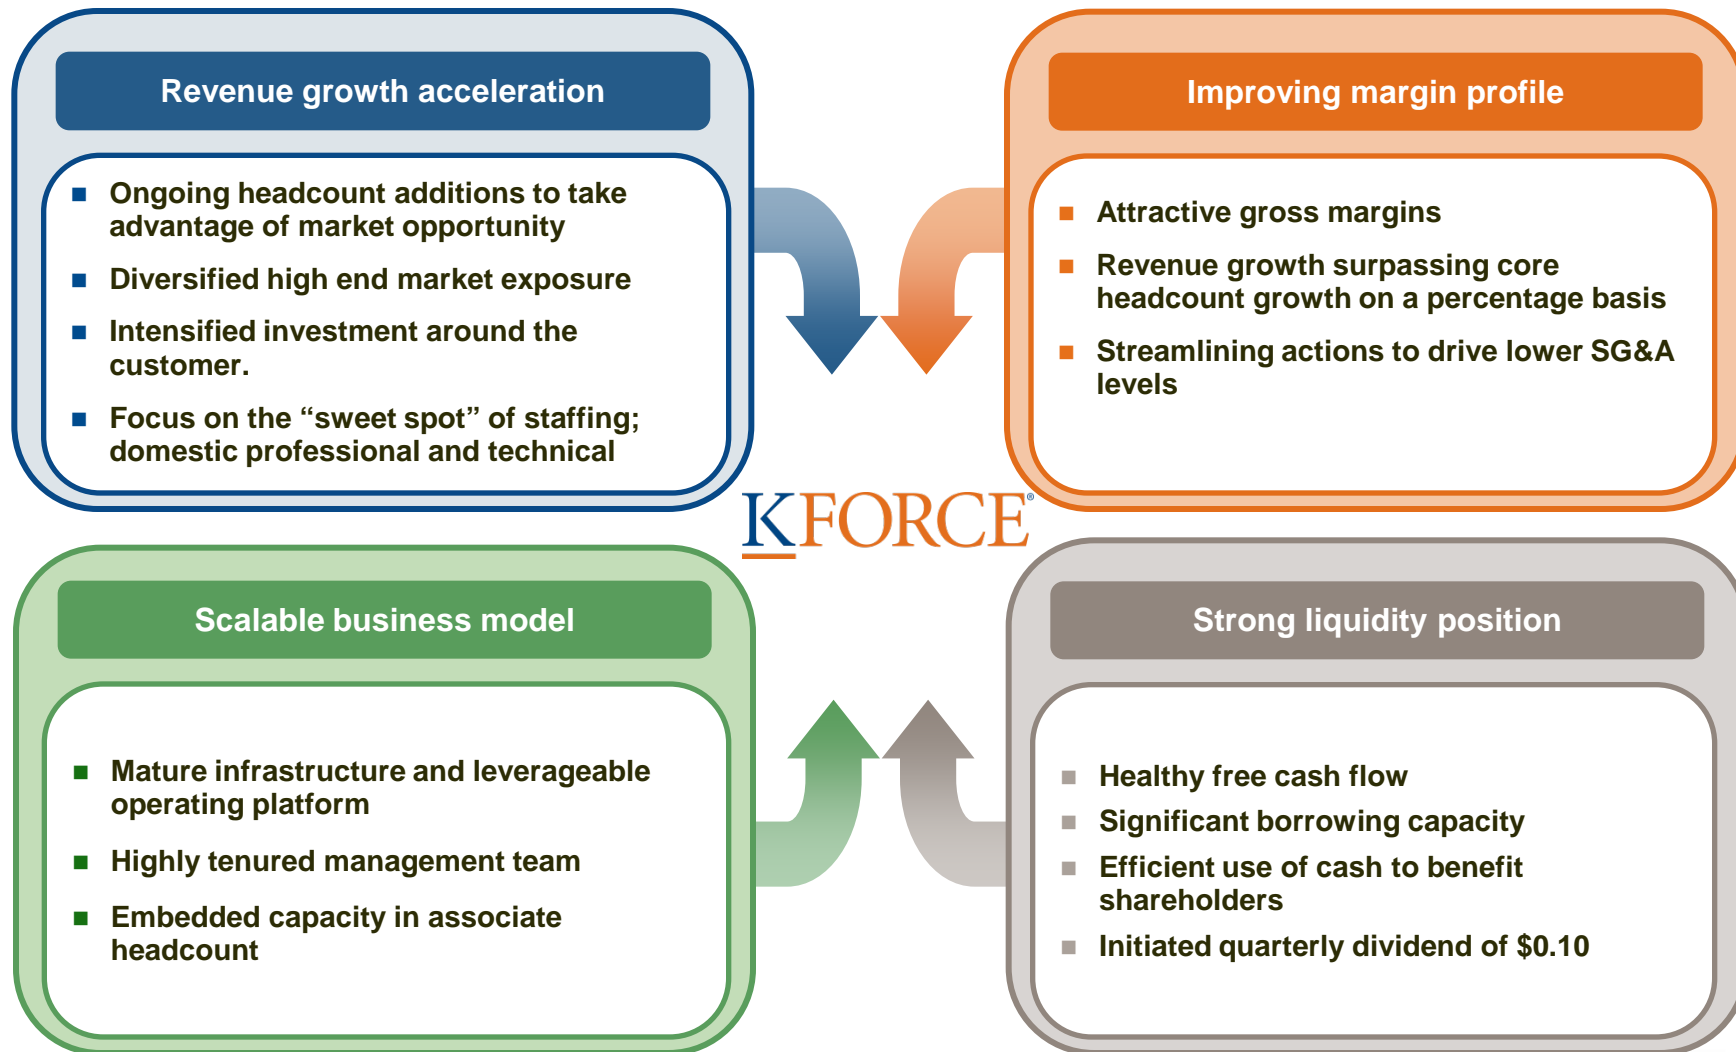 Revenue growth acceleration
■ Ongoing headcount additions to take
advantage of market opportunity
■ Diversified high end market exposure
■ Intensified investment around the
customer.
■ Focus on the “sweet spot” of staffing;
domestic professional and technical
Improving margin profile
■ Attractive gross margins
■ Revenue growth surpassing core
headcount growth on a percentage basis
■ Streamlining actions to drive lower SG&A
levels
KFORCE®
Scalable business model
■ Mature infrastructure and leverageable
operating platform
■ Highly tenured management team
■ Embedded capacity in associate
headcount
Strong liquidity position
■ Healthy free cash flow
■ Significant borrowing capacity
■ Efficient use of cash to benefit
shareholders
■ Initiated quarterly dividend of $0.10